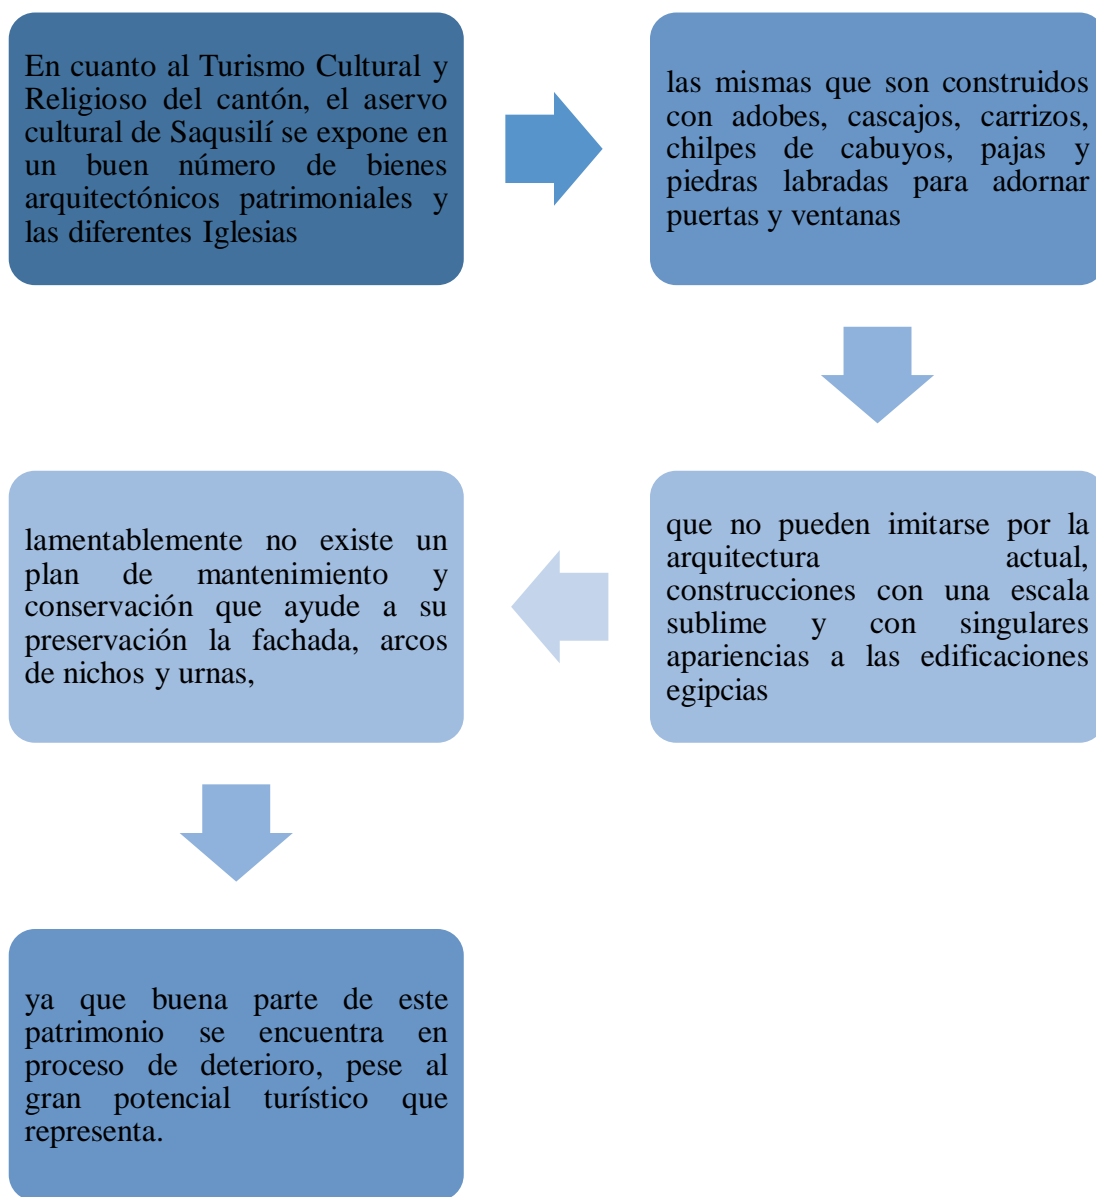 En cuanto al Turismo Cultural y
Religioso del cantón, el aservo
cultural de Saqusilí se expone en
un buen número de bienes
arquitectónicos patrimoniales y
las diferentes Iglesias
las mismas que son construidos
con adobes, cascajos, carrizos,
chilpes de cabuyos, pajas y
piedras labradas para adornar
puertas y ventanas
que no pueden imitarse por la
arquitectura actual,
construcciones con una escala
sublime y con singulares
apariencias a las edificaciones
egipcias
lamentablemente no existe un
plan de mantenimiento y
conservación que ayude a su
preservación la fachada, arcos
de nichos y urnas,
ya que buena parte de este
patrimonio se encuentra en
proceso de deterioro, pese al
gran potencial turístico que
representa.